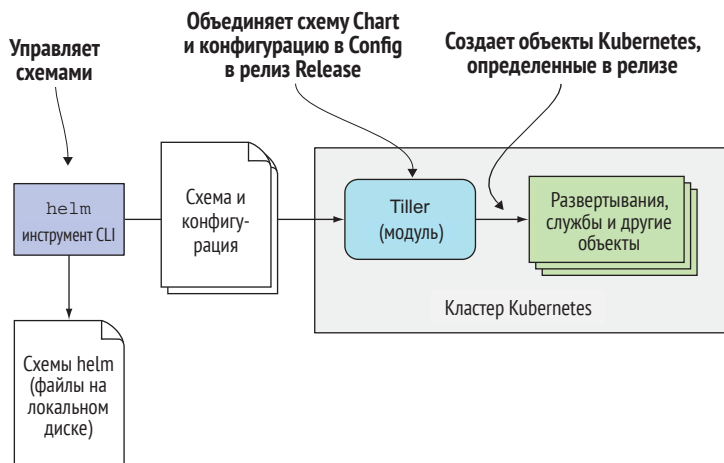 Управляет
схемами
Объединяет схему Chart
и конфигурацию в Config
в релиз Release
Создает объекты Kubernetes,
определенные в релизе
helm
инструмент CLI
Схема и
конфигу-
рация
Tiller
(модуль)
Развертывания,
службы и другие
объекты
Кластер Kubernetes
Схемы helm
(файлы на
локальном
диске)